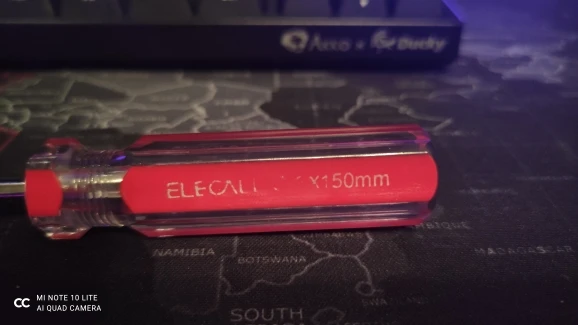 Akko x Ducky
ELECALL
X150mm
NAMIBIA
BOTSWANA
MADAGASCAR
SOUTH
MI NOTE 10 LITE
AI QUAD CAMERA